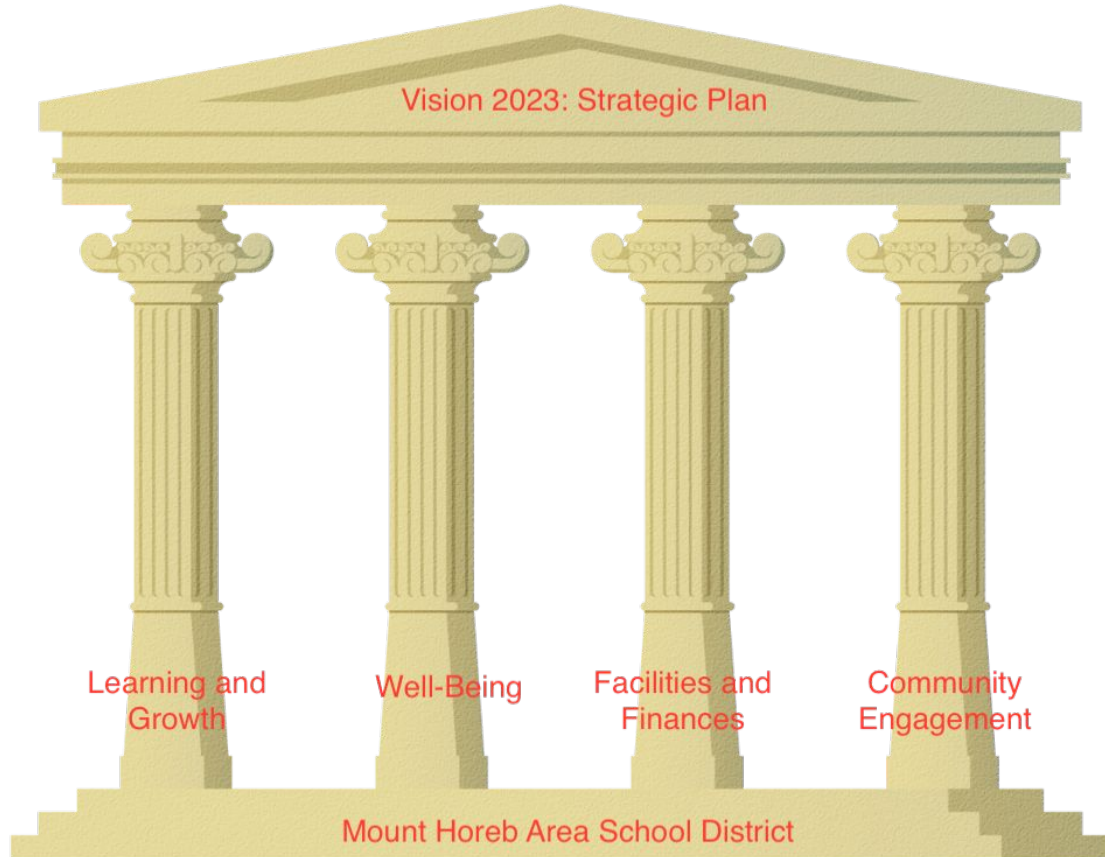 Vision 2023: Strategic Plan
Learning and
Growth
Well-Being
Facilities and
Finances
Community
Engagement
Mount Horeb Area School District